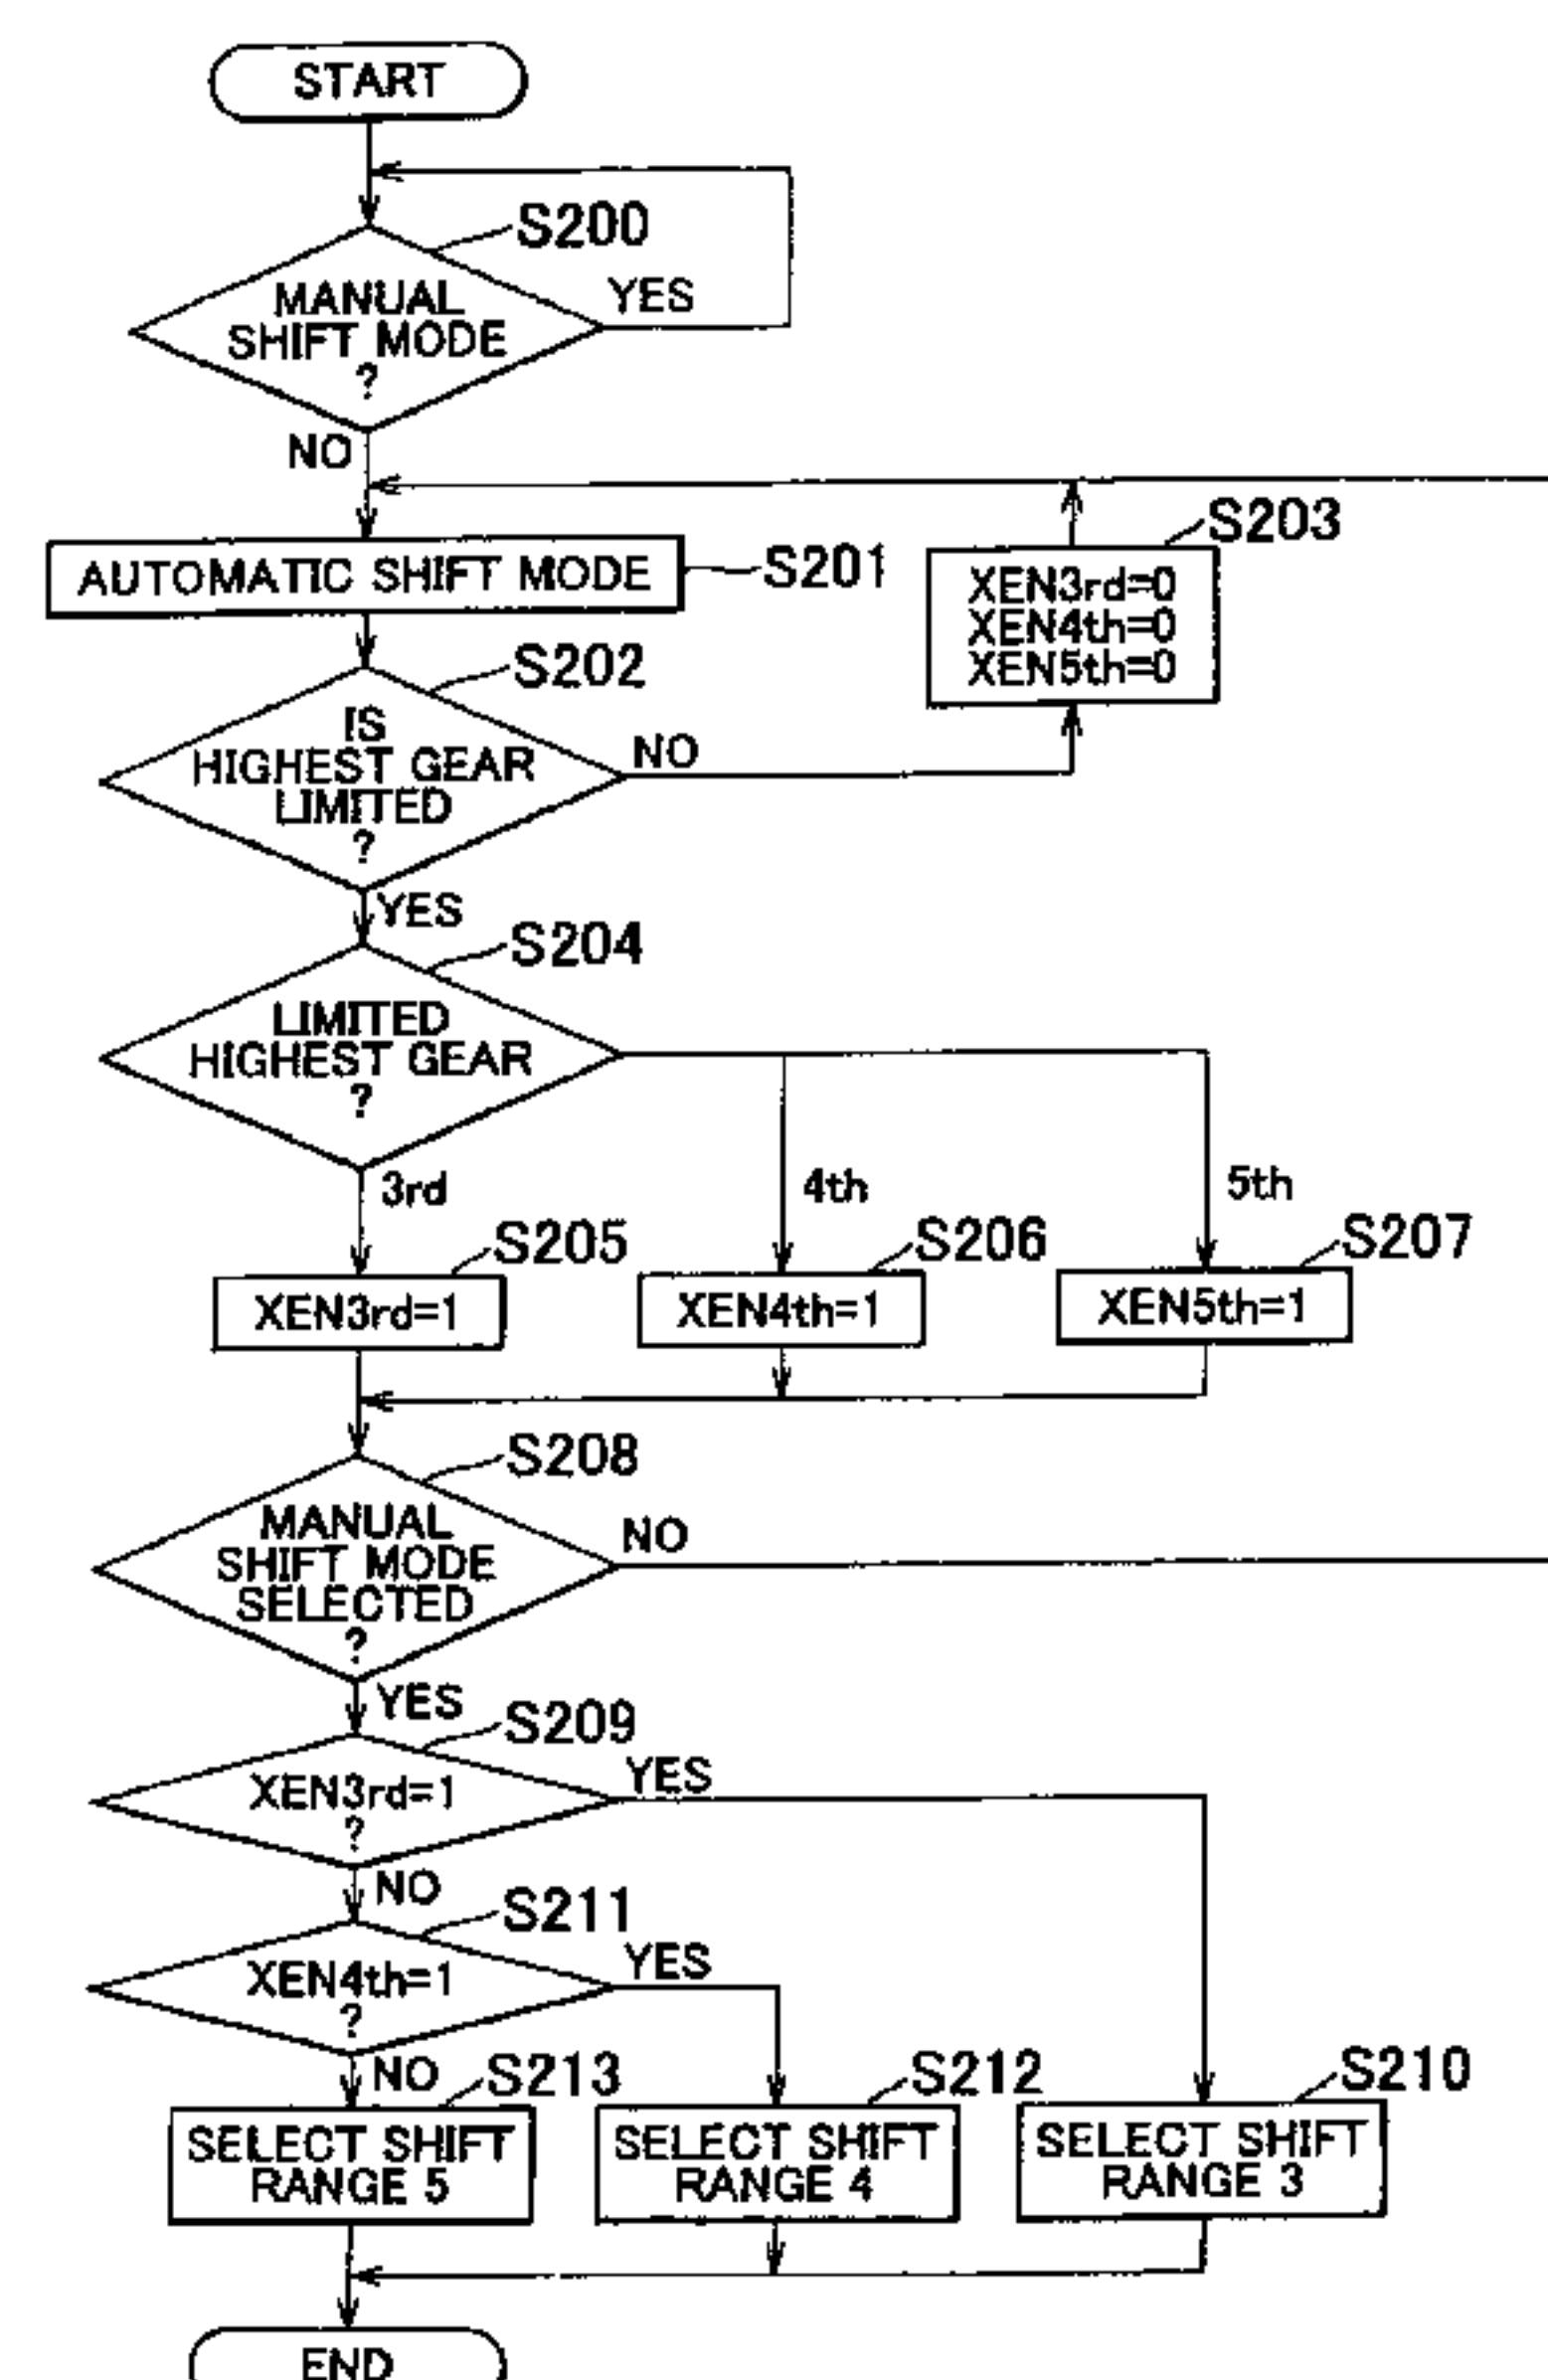 START
S200
MANUAL
SHIFT MODE
?
YES
NO
S203
AUTOMATIC SHIFT MODE
S201
XEN3rd=0
XEN4th=0
XEN5th=0
S202
IS
HIGHEST GEAR
LIMITED
?
NO
YES
S204
LIMITED
HIGHEST GEAR
?
3rd
4th
5th
S205
S206
S207
XEN3rd=1
XEN4th=1
XEN5th=1
S208
MANUAL
SHIFT MODE
SELECTED
?
NO
YES
S209
XEN3rd=1
?
YES
NO
S211
XEN4th=1
?
YES
NO
S213
S212
S210
SELECT SHIFT
RANGE 5
SELECT SHIFT
RANGE 4
SELECT SHIFT
RANGE 3
END